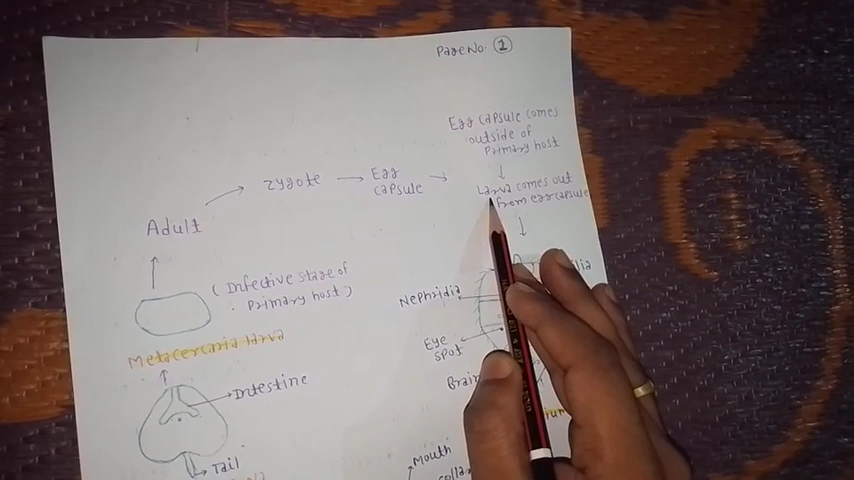 Page No. 1
Egg capsule comes
outside of
Primary host
Zygote
Egg
capsule
Larva comes out
from egg capsule
Adult
(Infective stage of
Primary host)
Nephridia
Metacercaria larva
Eye
spot
Intestine
Brain
Mouth
Tail